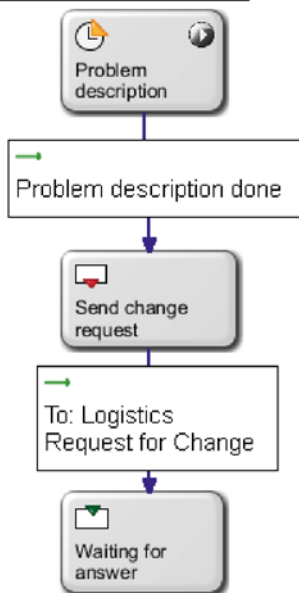 Problem
description
Problem description done
Send change
request
To: Logistics
Request for Change
Waiting for
answer